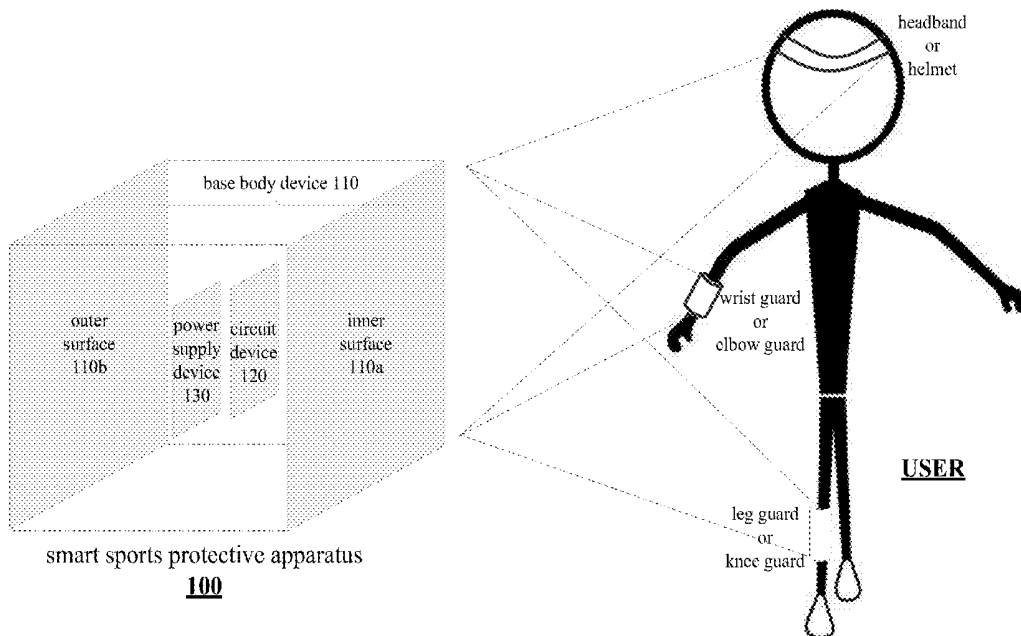 headband
or
helmet
base body device 110
outer
surface
110b
power
supply
device
130
circuit
device
120
inner
surface
110a
wrist guard
or
elbow guard
USER
leg guard
or
knee guard
smart sports protective apparatus
100